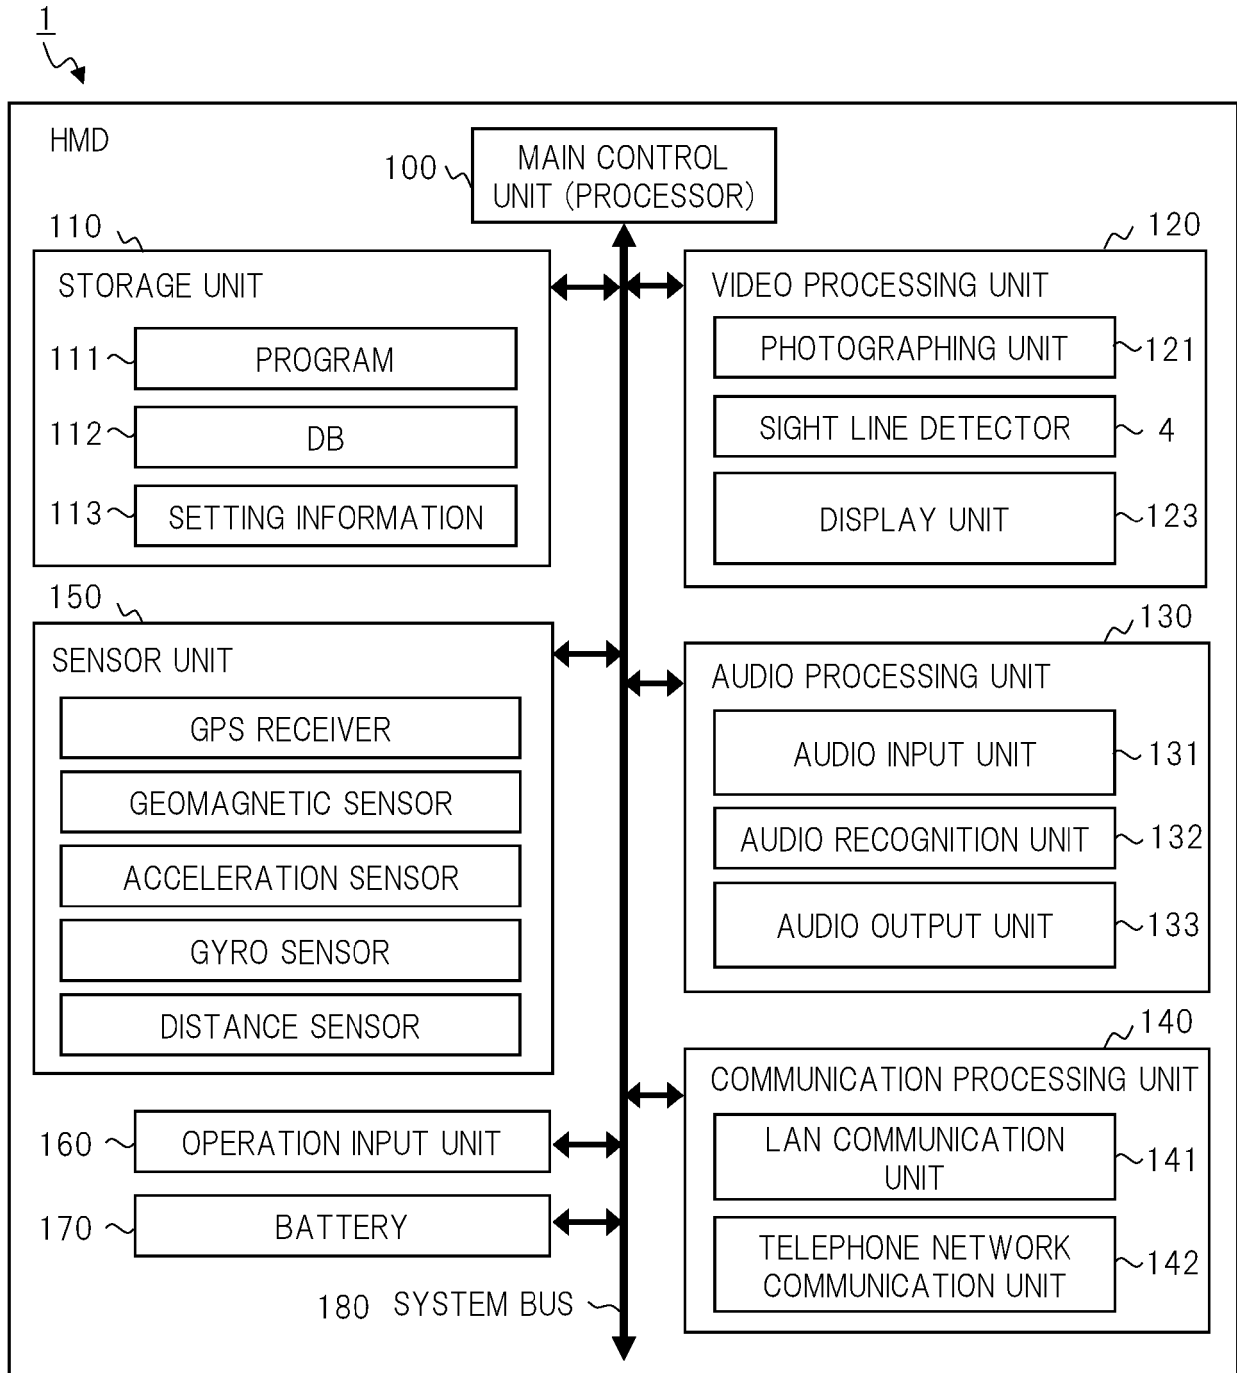 1
HMD
100
MAIN CONTROL
UNIT (PROCESSOR)
110
STORAGE UNIT
111
PROGRAM
112
DB
113
SETTING INFORMATION
120
VIDEO PROCESSING UNIT
PHOTOGRAPHING UNIT
121
SIGHT LINE DETECTOR
4
DISPLAY UNIT
123
150
SENSOR UNIT
GPS RECEIVER
GEOMAGNETIC SENSOR
ACCELERATION SENSOR
GYRO SENSOR
DISTANCE SENSOR
130
AUDIO PROCESSING UNIT
AUDIO INPUT UNIT
131
AUDIO RECOGNITION UNIT
132
AUDIO OUTPUT UNIT
133
140
COMMUNICATION PROCESSING UNIT
LAN COMMUNICATION
UNIT
141
TELEPHONE NETWORK
COMMUNICATION UNIT
142
160
OPERATION INPUT UNIT
170
BATTERY
180
SYSTEM BUS